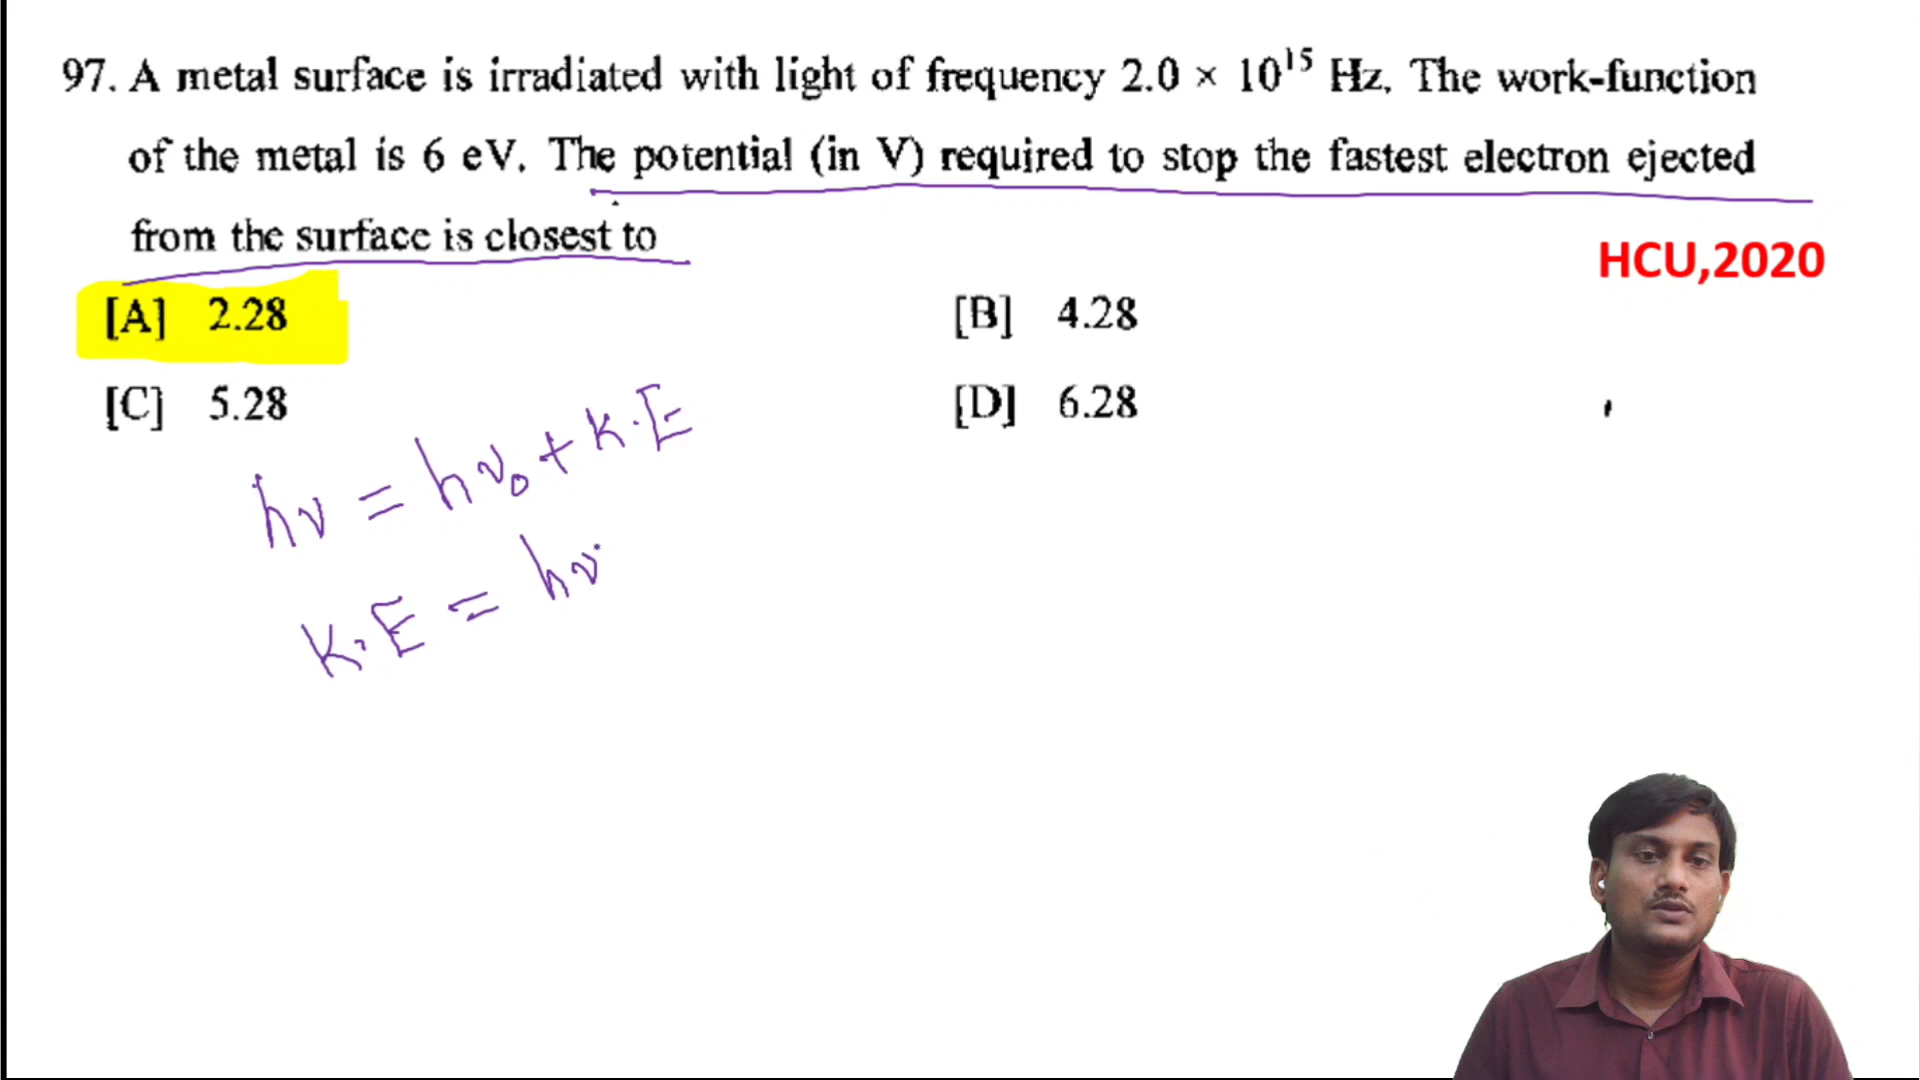 97. A metal surface is irradiated with light of frequency 2.0 × 10¹⁵ Hz. The work-function
of the metal is 6 eV. The potential (in V) required to stop the fastest electron ejected
from the surface is closest to
HCU,2020
[A] 2.28 [B] 4.28
[C] 5.28 [D] 6.28
hν = hν₀ + K.E
K.E = hν